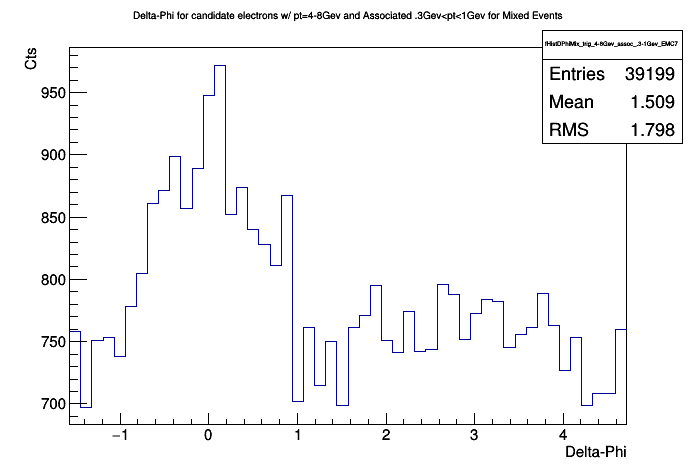 Delta-Phi for candidate electrons w/ pt=4-8Gev and Associated .3Gev<pt<1Gev for Mixed Events
fHistDPhiMix_trig_4-8Gev_assoc_.3-1Gev_EMC7
Entries 39199
Mean 1.509
RMS 1.798
Cts
950
900
850
800
750
700
−1 0 1 2 3 4
Delta-Phi